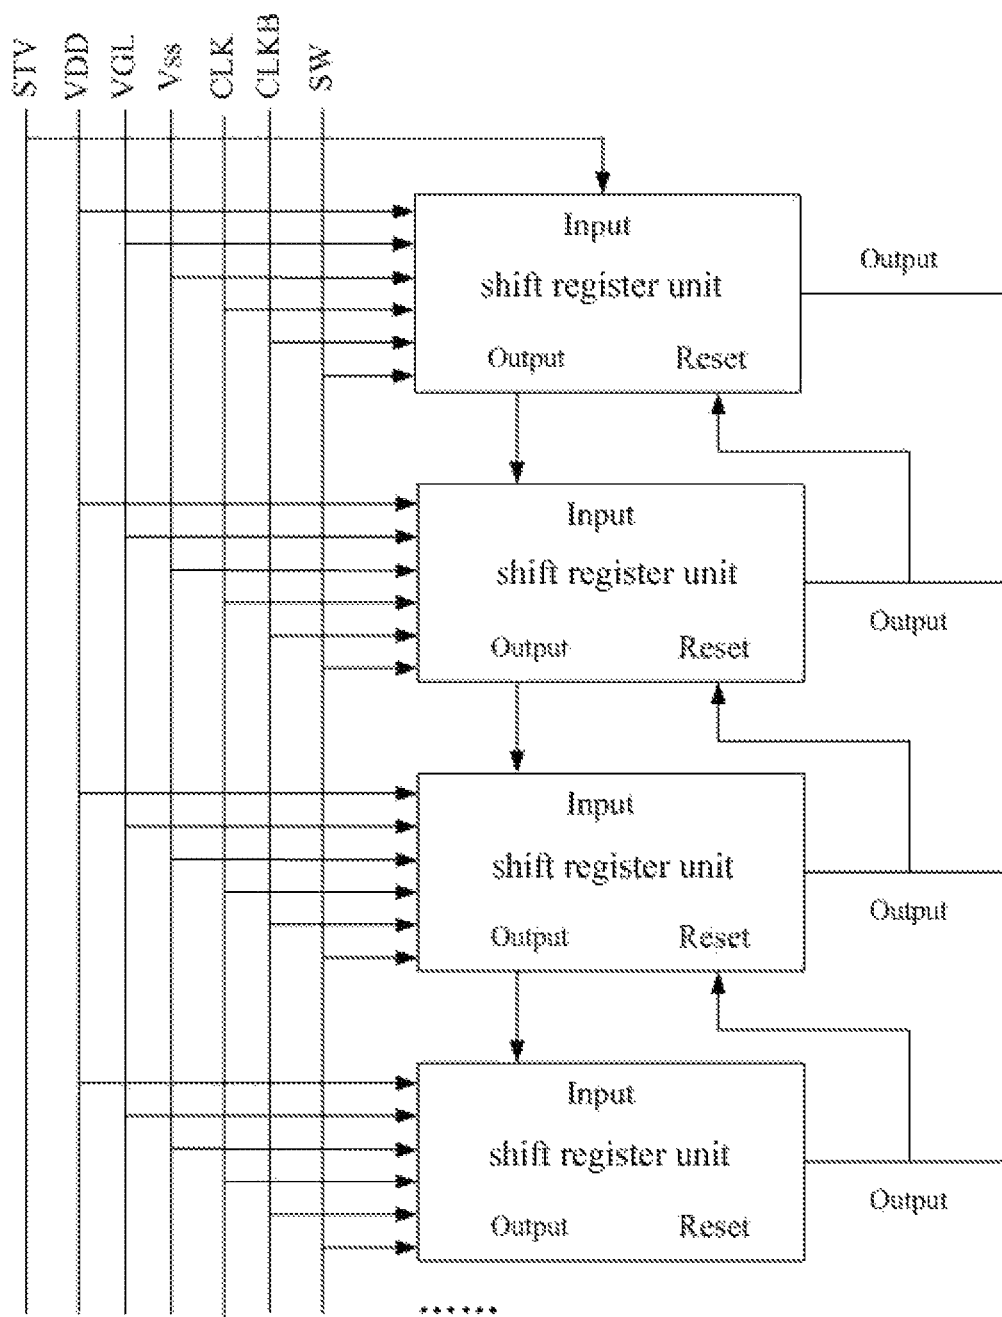 STV
VDD
VGL
Vss
CLK
CLKB
SW
Input
shift register unit
Output Reset
Output
Input
shift register unit
Output Reset
Output
Input
shift register unit
Output Reset
Output
Input
shift register unit
Output Reset
Output
......